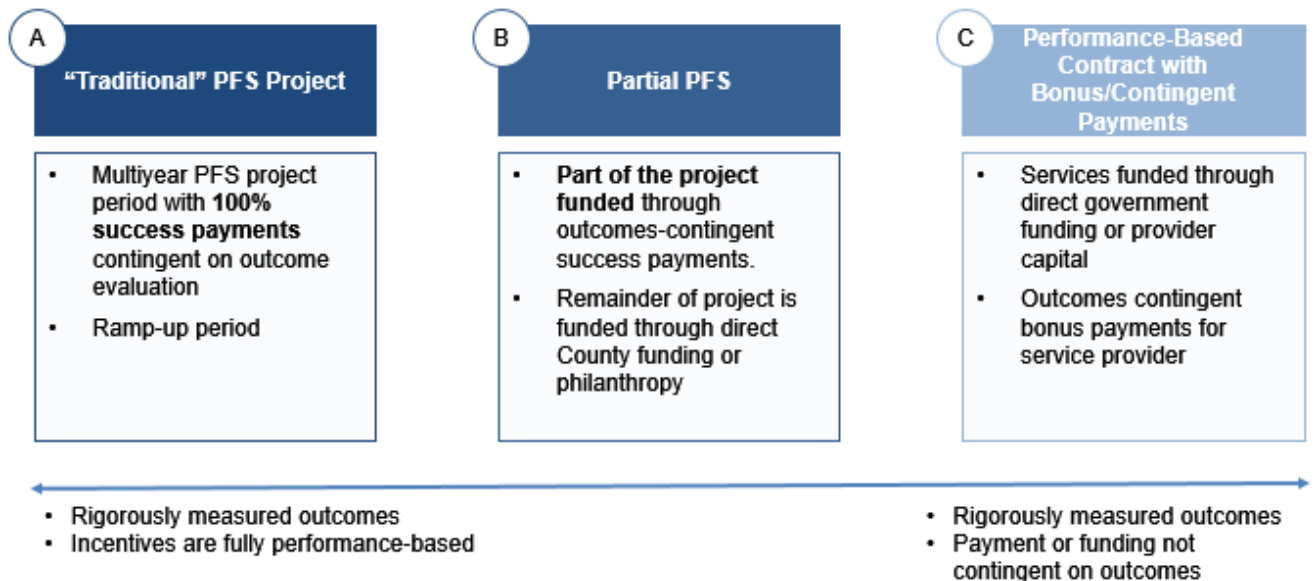 A
“Traditional” PFS Project
• Multiyear PFS project
period with 100%
success payments
contingent on outcome
evaluation
• Ramp-up period
B
Partial PFS
• Part of the project
funded through
outcomes-contingent
success payments.
• Remainder of project is
funded through direct
County funding or
philanthropy
C
Performance-Based
Contract with
Bonus/Contingent
Payments
• Services funded through
direct government
funding or provider
capital
• Outcomes contingent
bonus payments for
service provider
• Rigorously measured outcomes
• Incentives are fully performance-based
• Rigorously measured outcomes
• Payment or funding not
contingent on outcomes